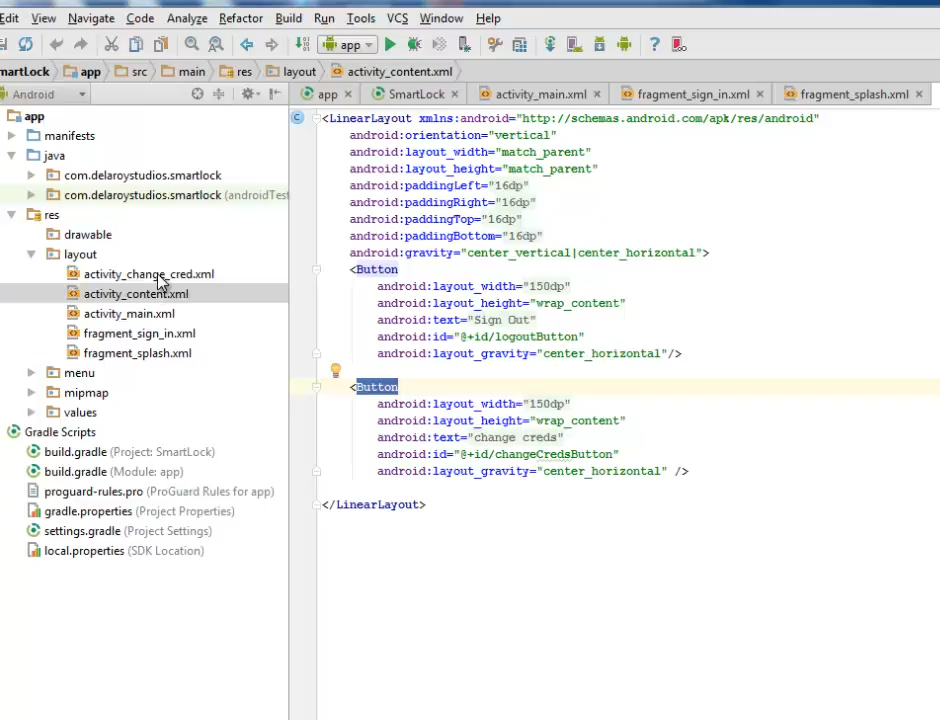 Edit View Navigate Code Analyze Refactor Build Run Tools VCS Window Help
app
martLock app src main res layout activity_content.xml
Android app SmartLock activity_main.xml fragment_sign_in.xml fragment_splash.xml
app
manifests
java
com.delaroystudios.smartlock
com.delaroystudios.smartlock (androidTest
res
drawable
layout
activity_change_cred.xml
activity_content.xml
activity_main.xml
fragment_sign_in.xml
fragment_splash.xml
menu
mipmap
values
Gradle Scripts
build.gradle (Project: SmartLock)
build.gradle (Module: app)
proguard-rules.pro (ProGuard Rules for app)
gradle.properties (Project Properties)
settings.gradle (Project Settings)
local.properties (SDK Location)
C <LinearLayout xmlns:android="http://schemas.android.com/apk/res/android"
android:orientation="vertical"
android:layout_width="match_parent"
android:layout_height="match_parent"
android:paddingLeft="16dp"
android:paddingRight="16dp"
android:paddingTop="16dp"
android:paddingBottom="16dp"
android:gravity="center_vertical|center_horizontal">
<Button
android:layout_width="150dp"
android:layout_height="wrap_content"
android:text="Sign Out"
android:id="@+id/logoutButton"
android:layout_gravity="center_horizontal"/>
<Button
android:layout_width="150dp"
android:layout_height="wrap_content"
android:text="change creds"
android:id="@+id/changeCredsButton"
android:layout_gravity="center_horizontal" />
</LinearLayout>